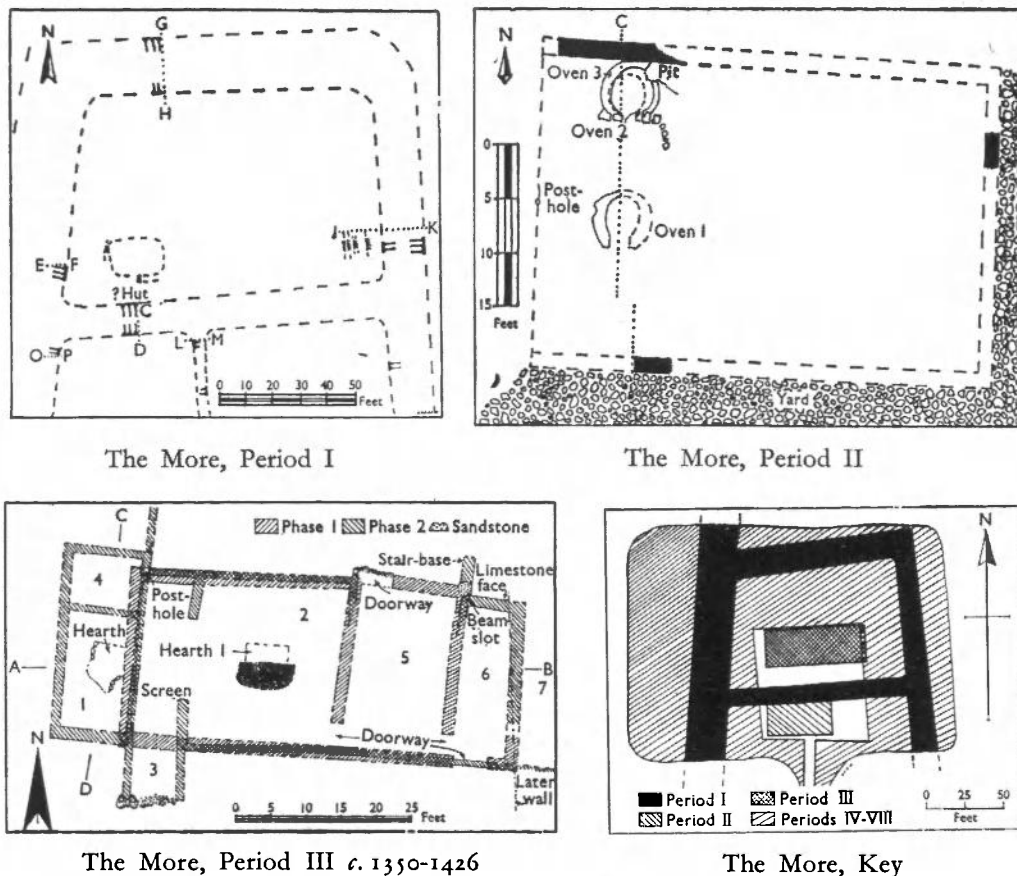 N
G
H
E
F
J
K
?Hut
C
D
O
P
L
M
0 10 20 30 40 50
Feet
The More, Period I
N
C
Oven 3
Pit
Oven 2
0
5
10
15
Feet
Post-
hole
Oven 1
Yard
The More, Period II
Phase 1 Phase 2 Sandstone
C
Stair-base
Limestone
face
4
Post-
hole
2
Doorway
Beam
slot
Hearth
Hearth 1
A
5
6
B
7
1
Screen
Doorway
N
D
3
Later
wall
0 5 10 15 20 25
Feet
The More, Period III c. 1350-1426
N
Period I Period III
Period II Periods IV-VIII
0 50
Feet
The More, Key